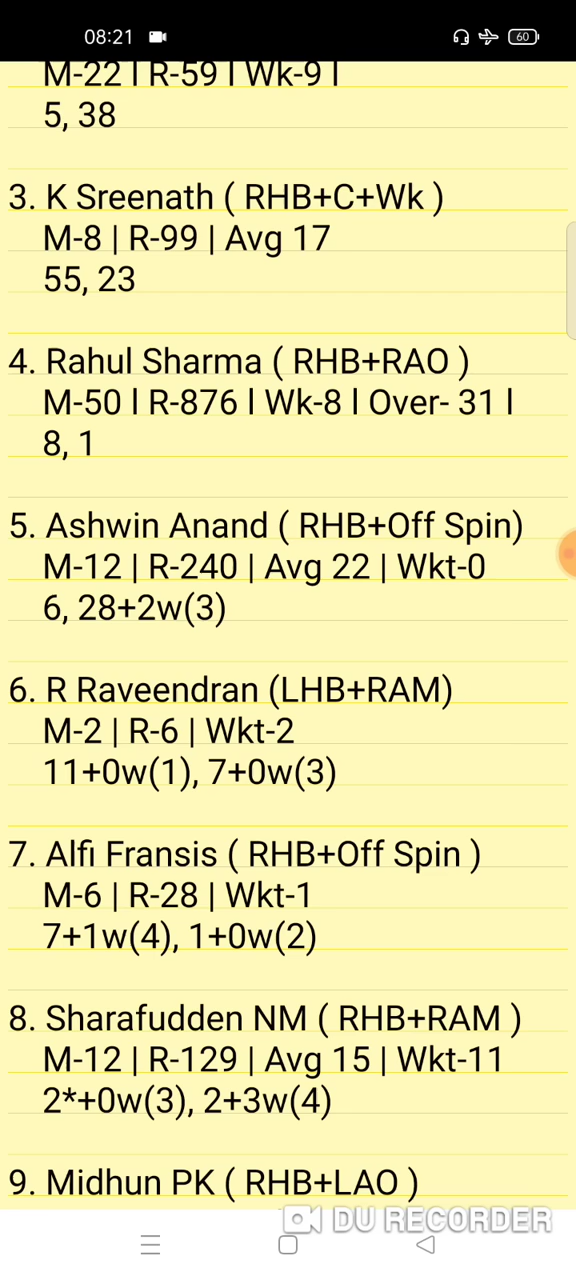 08:21
60
M-22 | R-59 | Wk-9 |
5, 38
3. K Sreenath ( RHB+C+Wk )
M-8 | R-99 | Avg 17
55, 23
4. Rahul Sharma ( RHB+RAO )
M-50 | R-876 | Wk-8 | Over- 31 |
8, 1
5. Ashwin Anand ( RHB+Off Spin)
M-12 | R-240 | Avg 22 | Wkt-0
6, 28+2w(3)
6. R Raveendran (LHB+RAM)
M-2 | R-6 | Wkt-2
11+0w(1), 7+0w(3)
7. Alfi Fransis ( RHB+Off Spin )
M-6 | R-28 | Wkt-1
7+1w(4), 1+0w(2)
8. Sharafudden NM ( RHB+RAM )
M-12 | R-129 | Avg 15 | Wkt-11
2*+0w(3), 2+3w(4)
9. Midhun PK ( RHB+LAO )
DU RECORDER